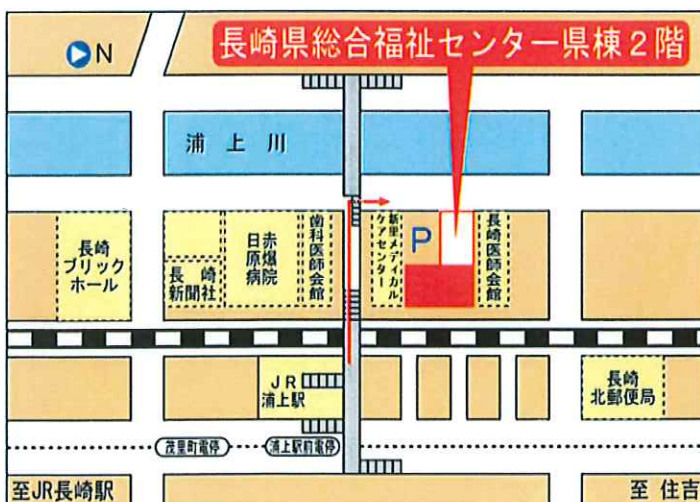 N
長崎県総合福祉センター県棟2階
浦上川
長崎
ブリック
ホール
長崎
新聞社
日赤
原爆
病院
歯科医師会館
新里メディカル
ケアセンター
P
長崎医師会館
JR
浦上駅
長崎
北郵便局
茂里町電停
浦上駅前電停
至JR長崎駅
至 住吉